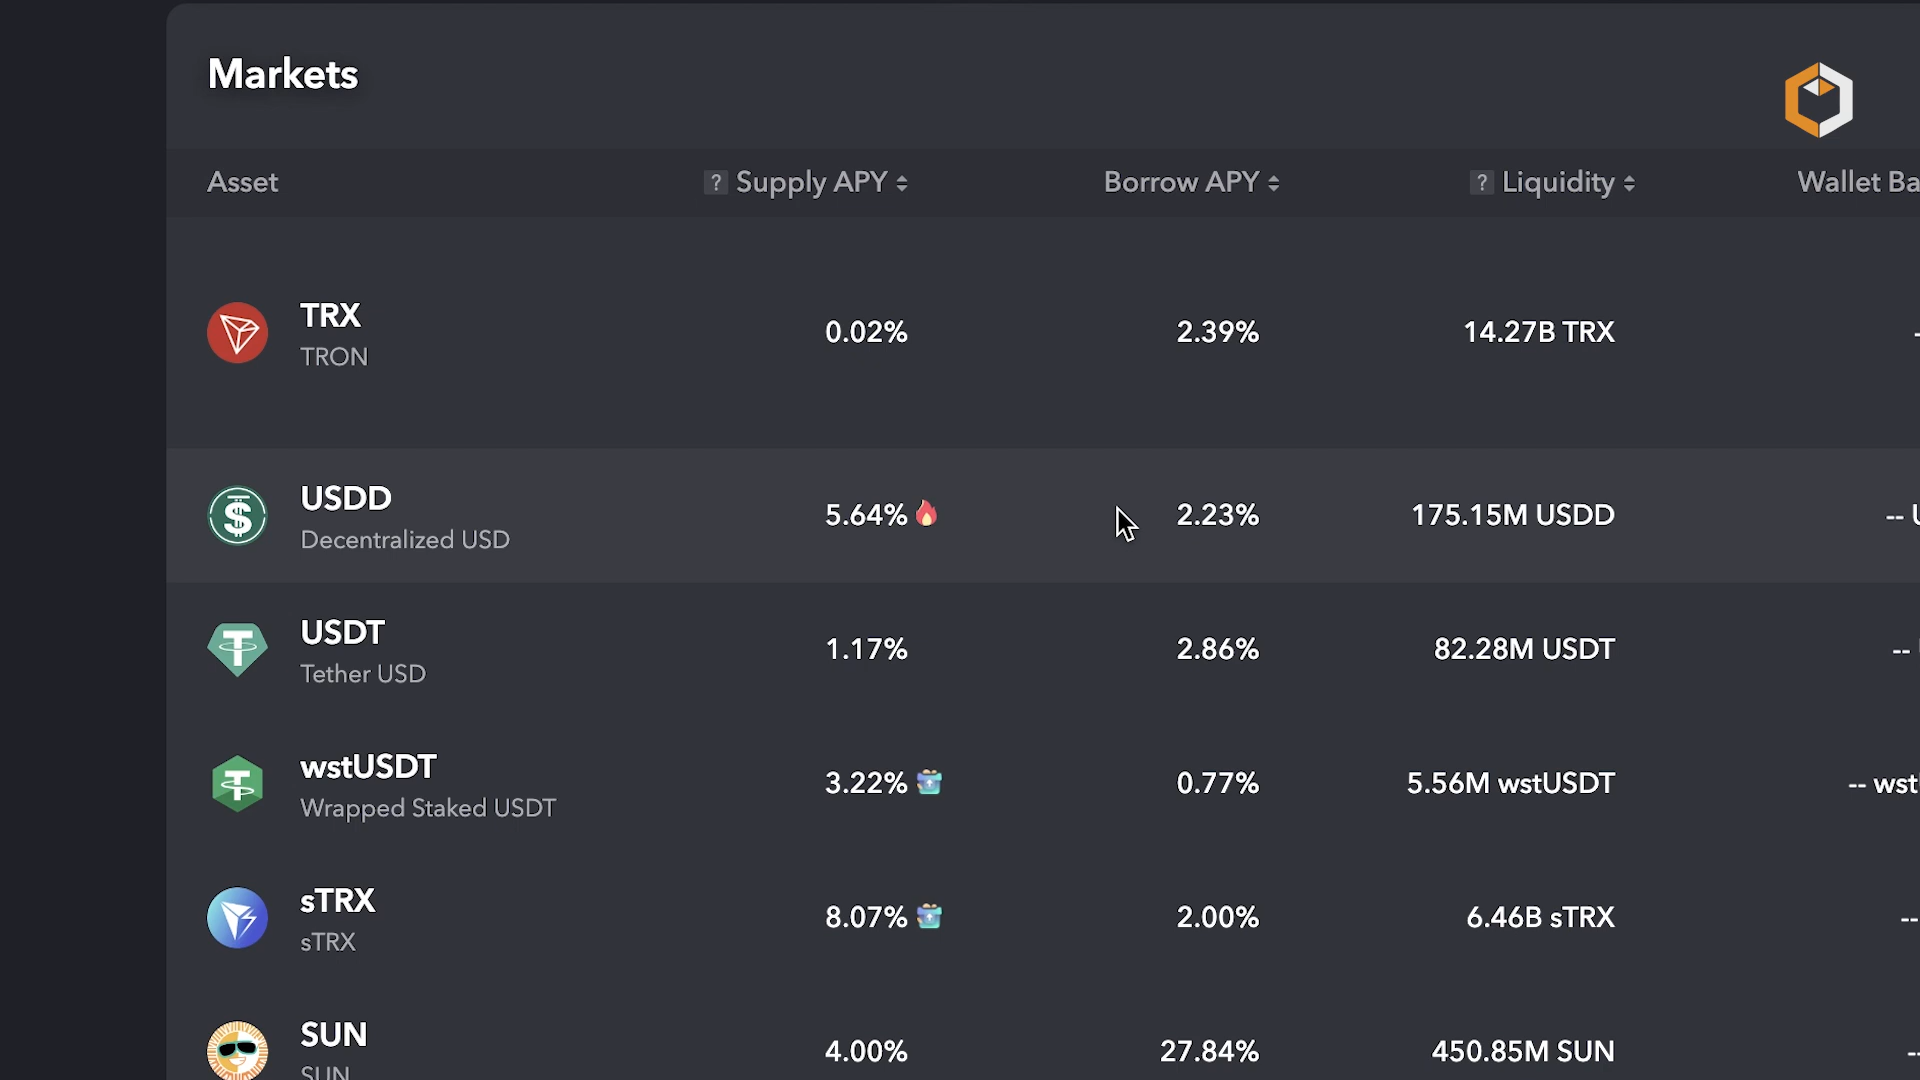 Markets
Asset ? Supply APY Borrow APY ? Liquidity Wallet Ba
TRX
TRON
0.02% 2.39% 14.27B TRX -
USDD
Decentralized USD
5.64% 2.23% 175.15M USDD -- U
USDT
Tether USD
1.17% 2.86% 82.28M USDT --
wstUSDT
Wrapped Staked USDT
3.22% 0.77% 5.56M wstUSDT -- wst
sTRX
sTRX
8.07% 2.00% 6.46B sTRX --
SUN
SUN
4.00% 27.84% 450.85M SUN --